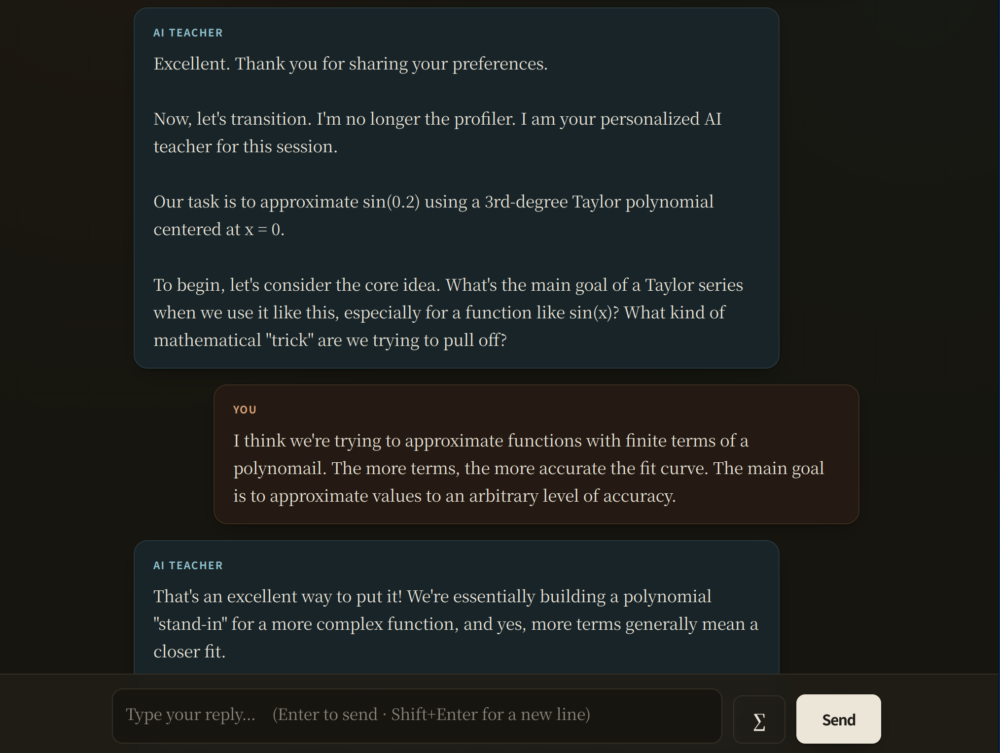 AI TEACHER
Excellent. Thank you for sharing your preferences.
Now, let's transition. I'm no longer the profiler. I am your personalized AI
teacher for this session.
Our task is to approximate sin(0.2) using a 3rd-degree Taylor polynomial
centered at x = 0.
To begin, let's consider the core idea. What's the main goal of a Taylor series
when we use it like this, especially for a function like sin(x)? What kind of
mathematical "trick" are we trying to pull off?
YOU
I think we're trying to approximate functions with finite terms of a
polynomail. The more terms, the more accurate the fit curve. The main goal
is to approximate values to an arbitrary level of accuracy.
AI TEACHER
That's an excellent way to put it! We're essentially building a polynomial
"stand-in" for a more complex function, and yes, more terms generally mean a
closer fit.
Type your reply... (Enter to send · Shift+Enter for a new line)
∑
Send